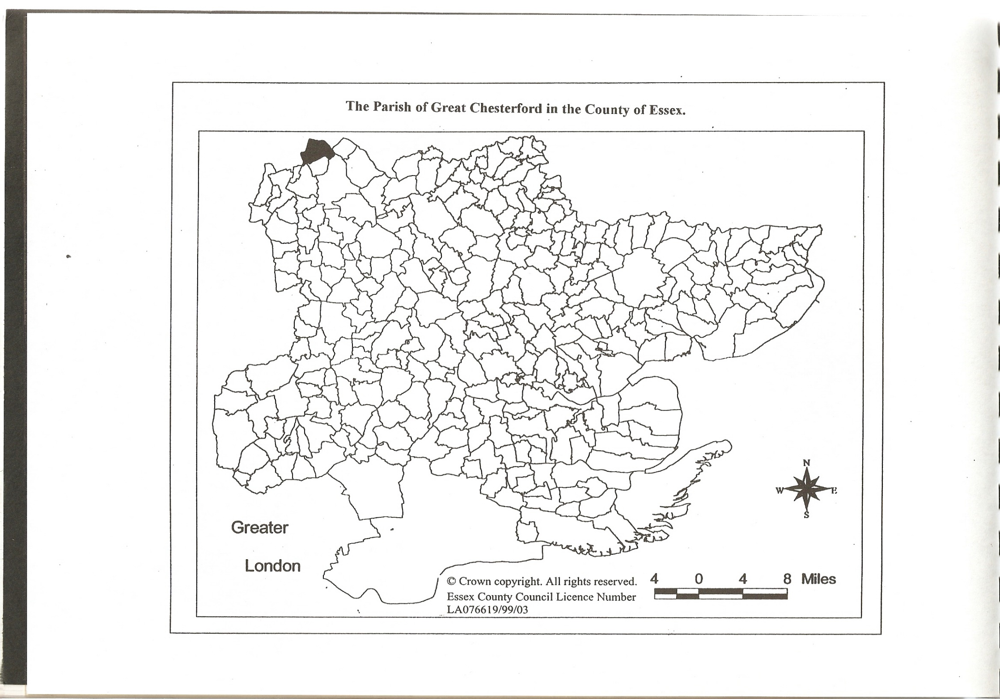 The Parish of Great Chesterford in the County of Essex.
N
W E
S
Greater
London
4 0 4 8 Miles
© Crown copyright. All rights reserved.
Essex County Council Licence Number
LA076619/99/03